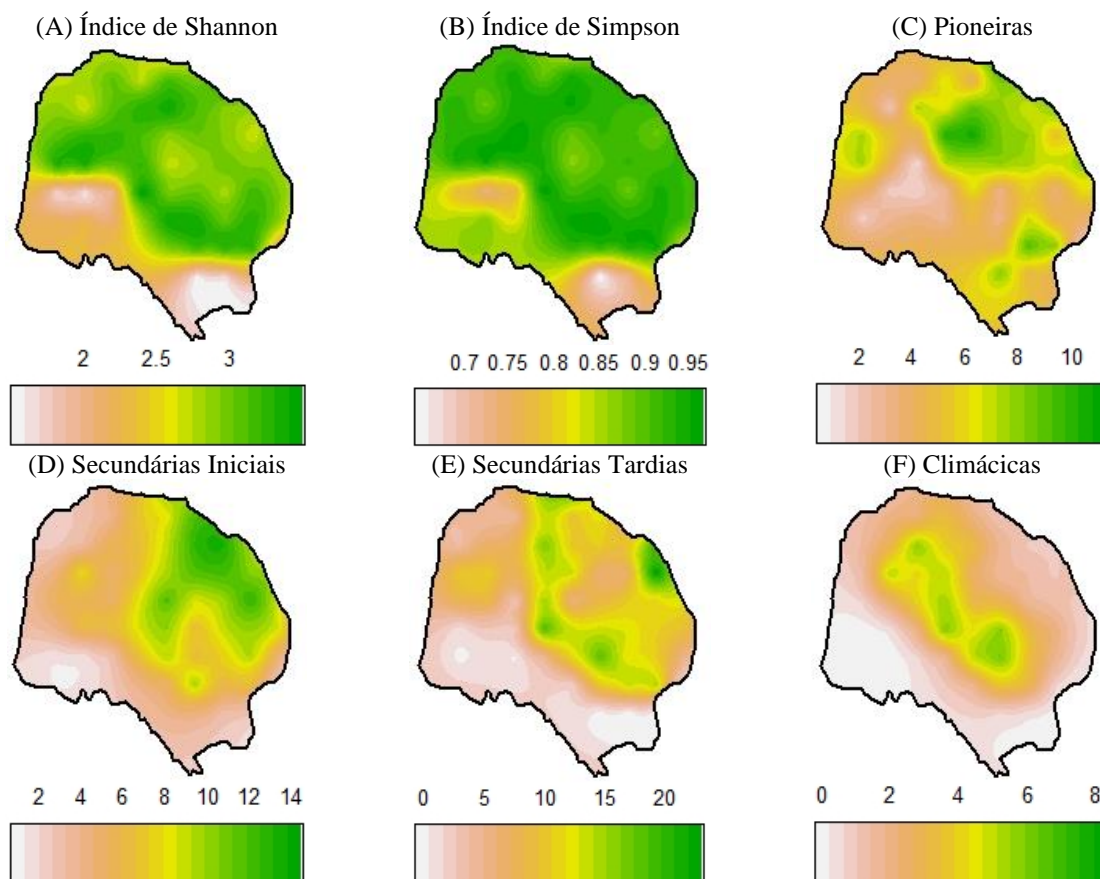 (A) Índice de Shannon (B) Índice de Simpson (C) Pioneiras
2 2.5 3 0.7 0.75 0.8 0.85 0.9 0.95 2 4 6 8 10
(D) Secundárias Iniciais (E) Secundárias Tardias (F) Climácicas
2 4 6 8 10 12 14 0 5 10 15 20 0 2 4 6 8